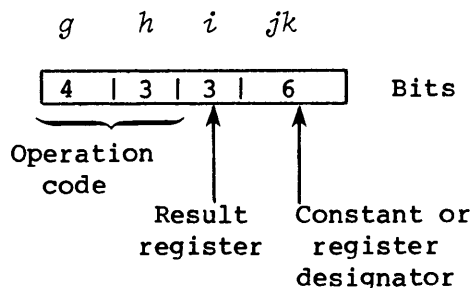 g h i jk
4 | 3 | 3 | 6 Bits
Operation
code
Result
register
Constant or
register
designator